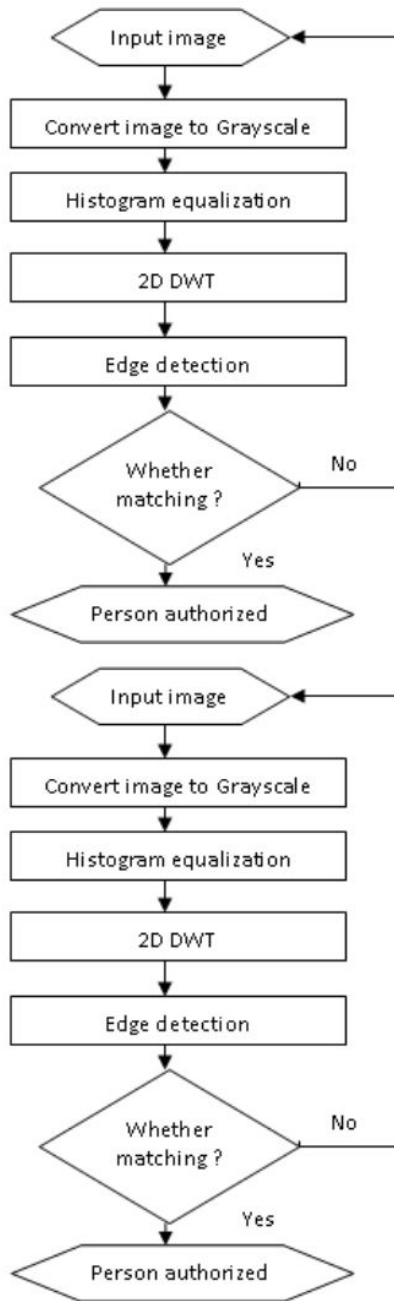 Input image
Convert image to Grayscale
Histogram equalization
2D DWT
Edge detection
Whether
matching ?
No
Yes
Person authorized
Input image
Convert image to Grayscale
Histogram equalization
2D DWT
Edge detection
Whether
matching ?
No
Yes
Person authorized